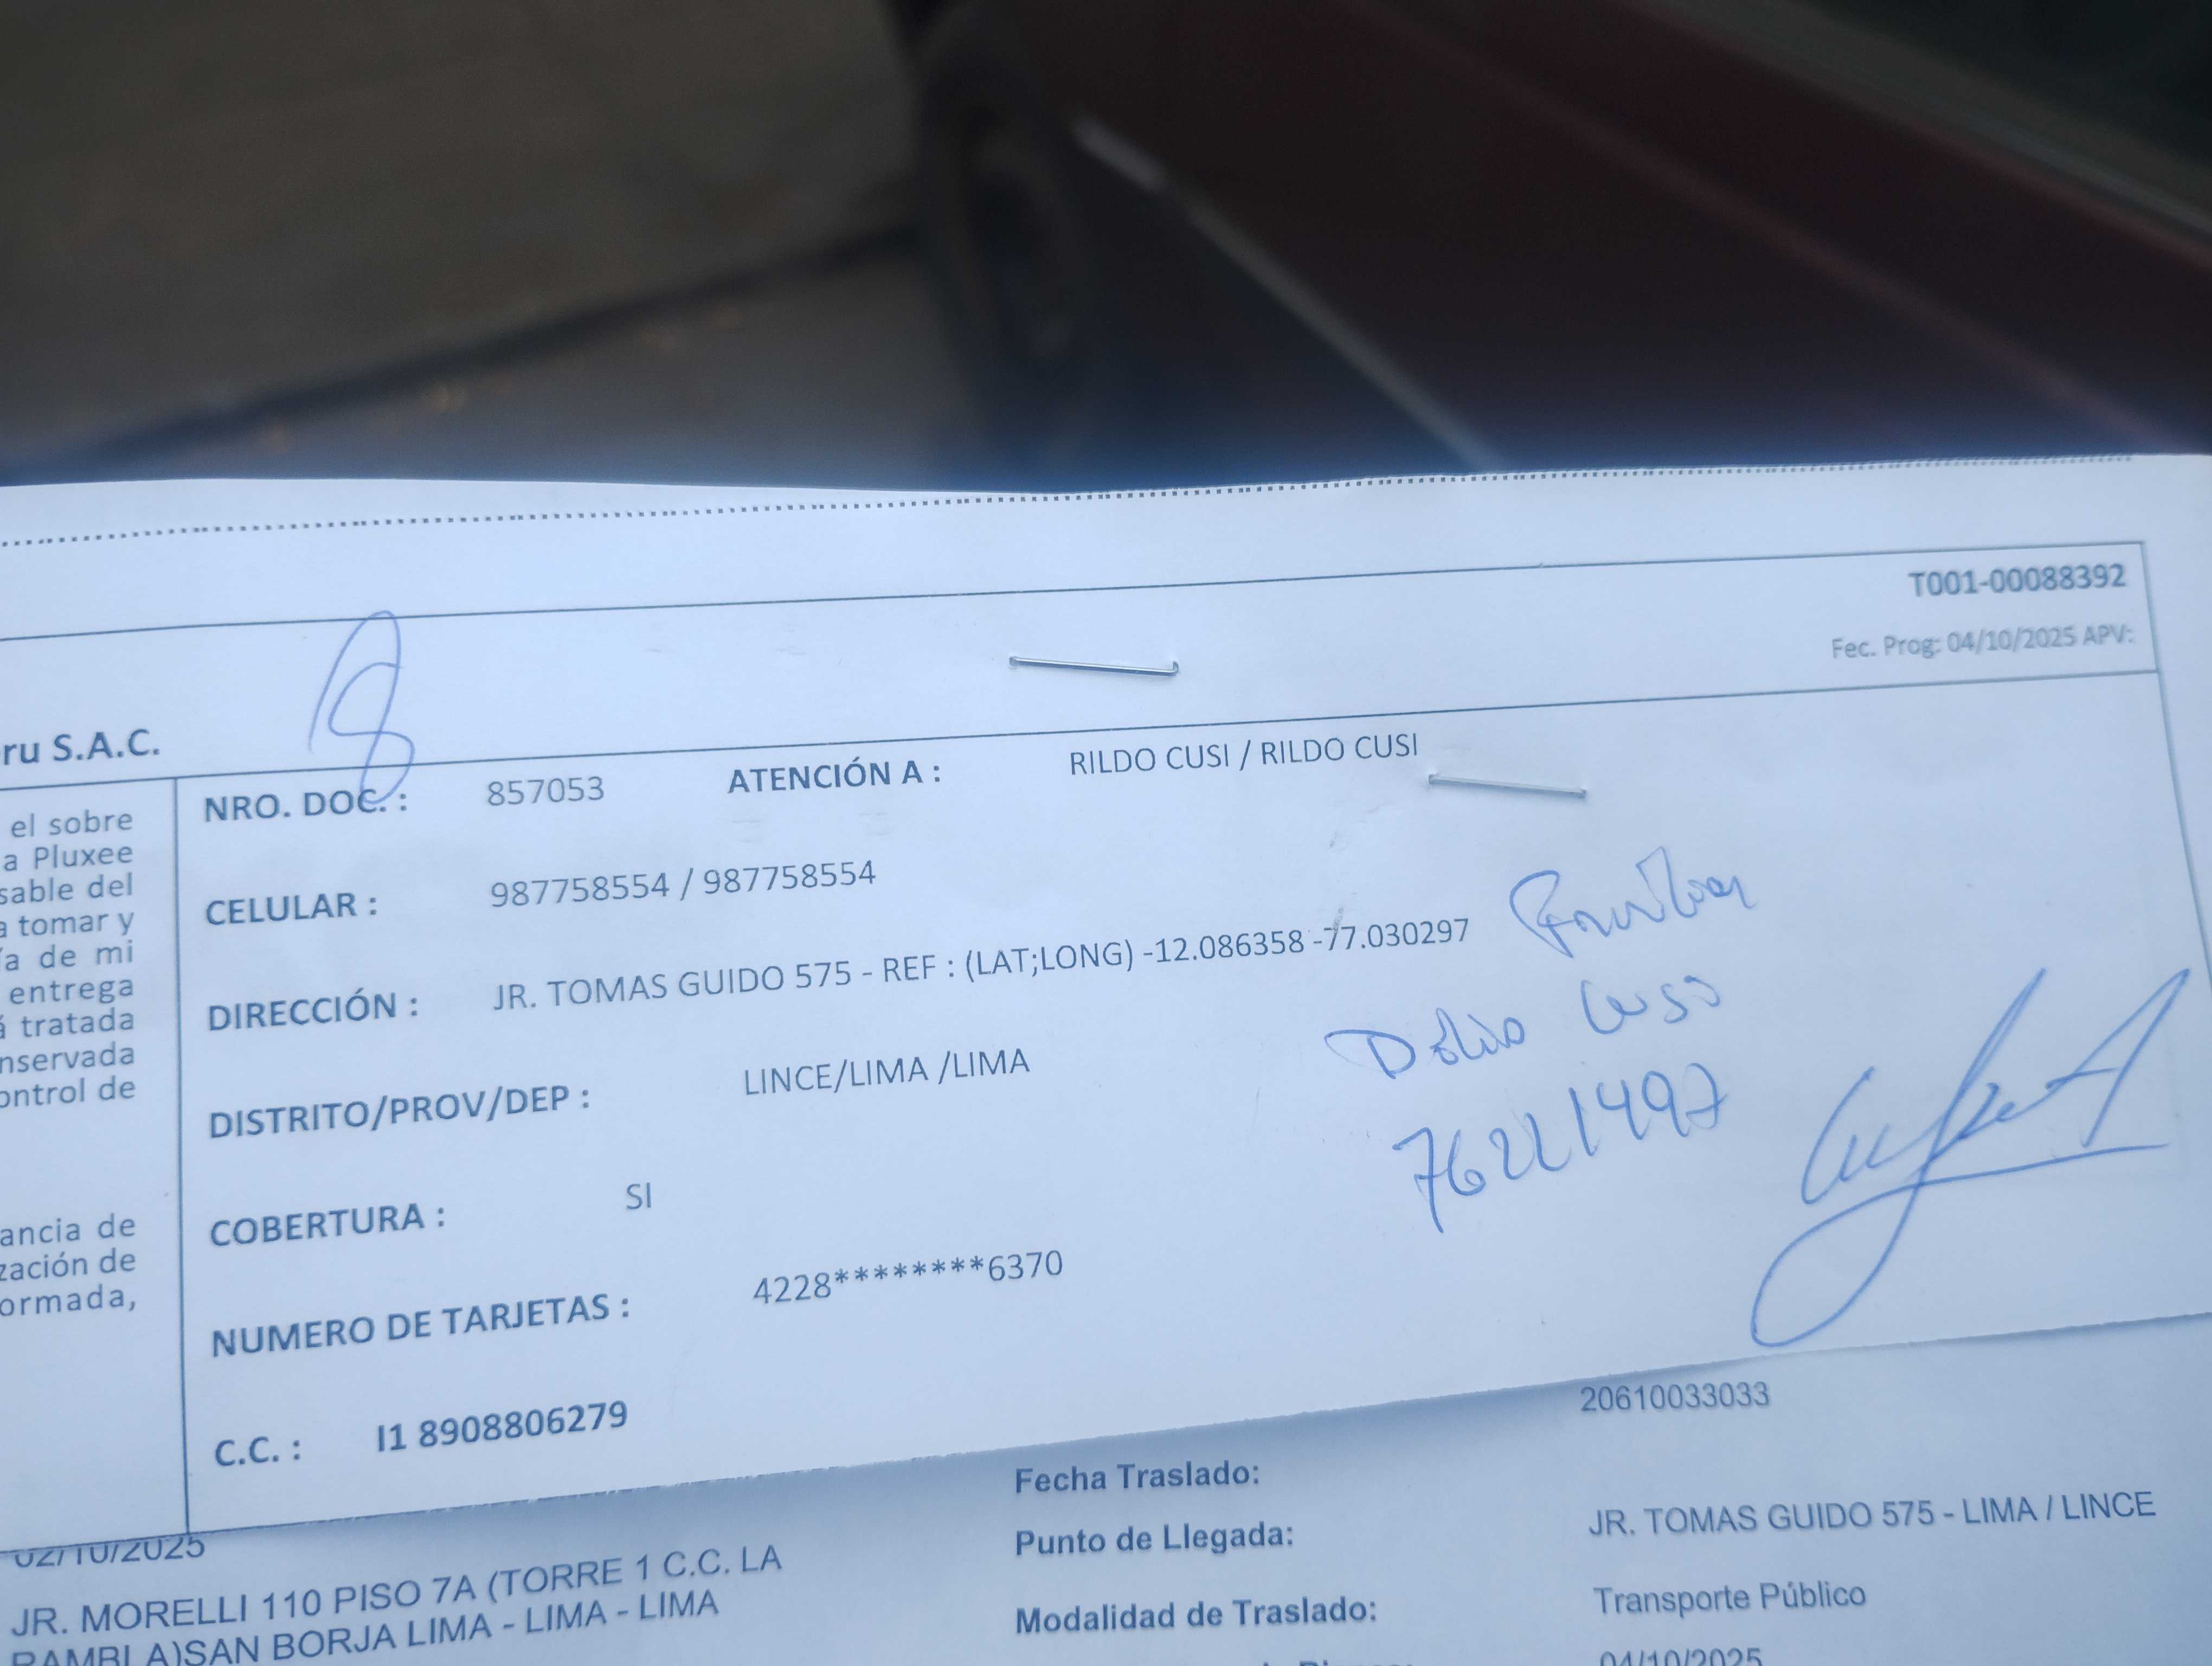 T001-00088392
Fec. Prog: 04/10/2025 APV:
ru S.A.C.
el sobre
a Pluxee
sable del
a tomar y
ía de mi
entrega
á tratada
nservada
ontrol de
ancia de
zación de
ormada,
NRO. DOC. : 857053 ATENCIÓN A : RILDO CUSI / RILDO CUSI
CELULAR : 987758554 / 987758554
DIRECCIÓN : JR. TOMAS GUIDO 575 - REF : (LAT;LONG) -12.086358 -77.030297
DISTRITO/PROV/DEP : LINCE/LIMA /LIMA
COBERTURA : SI
NUMERO DE TARJETAS : 4228********6370
C.C. : I1 8908806279
76221497
20610033033
02/10/2025
Fecha Traslado:
JR. MORELLI 110 PISO 7A (TORRE 1 C.C. LA
RAMBLA)SAN BORJA LIMA - LIMA - LIMA
Punto de Llegada: JR. TOMAS GUIDO 575 - LIMA / LINCE
Modalidad de Traslado: Transporte Público
04/10/2025